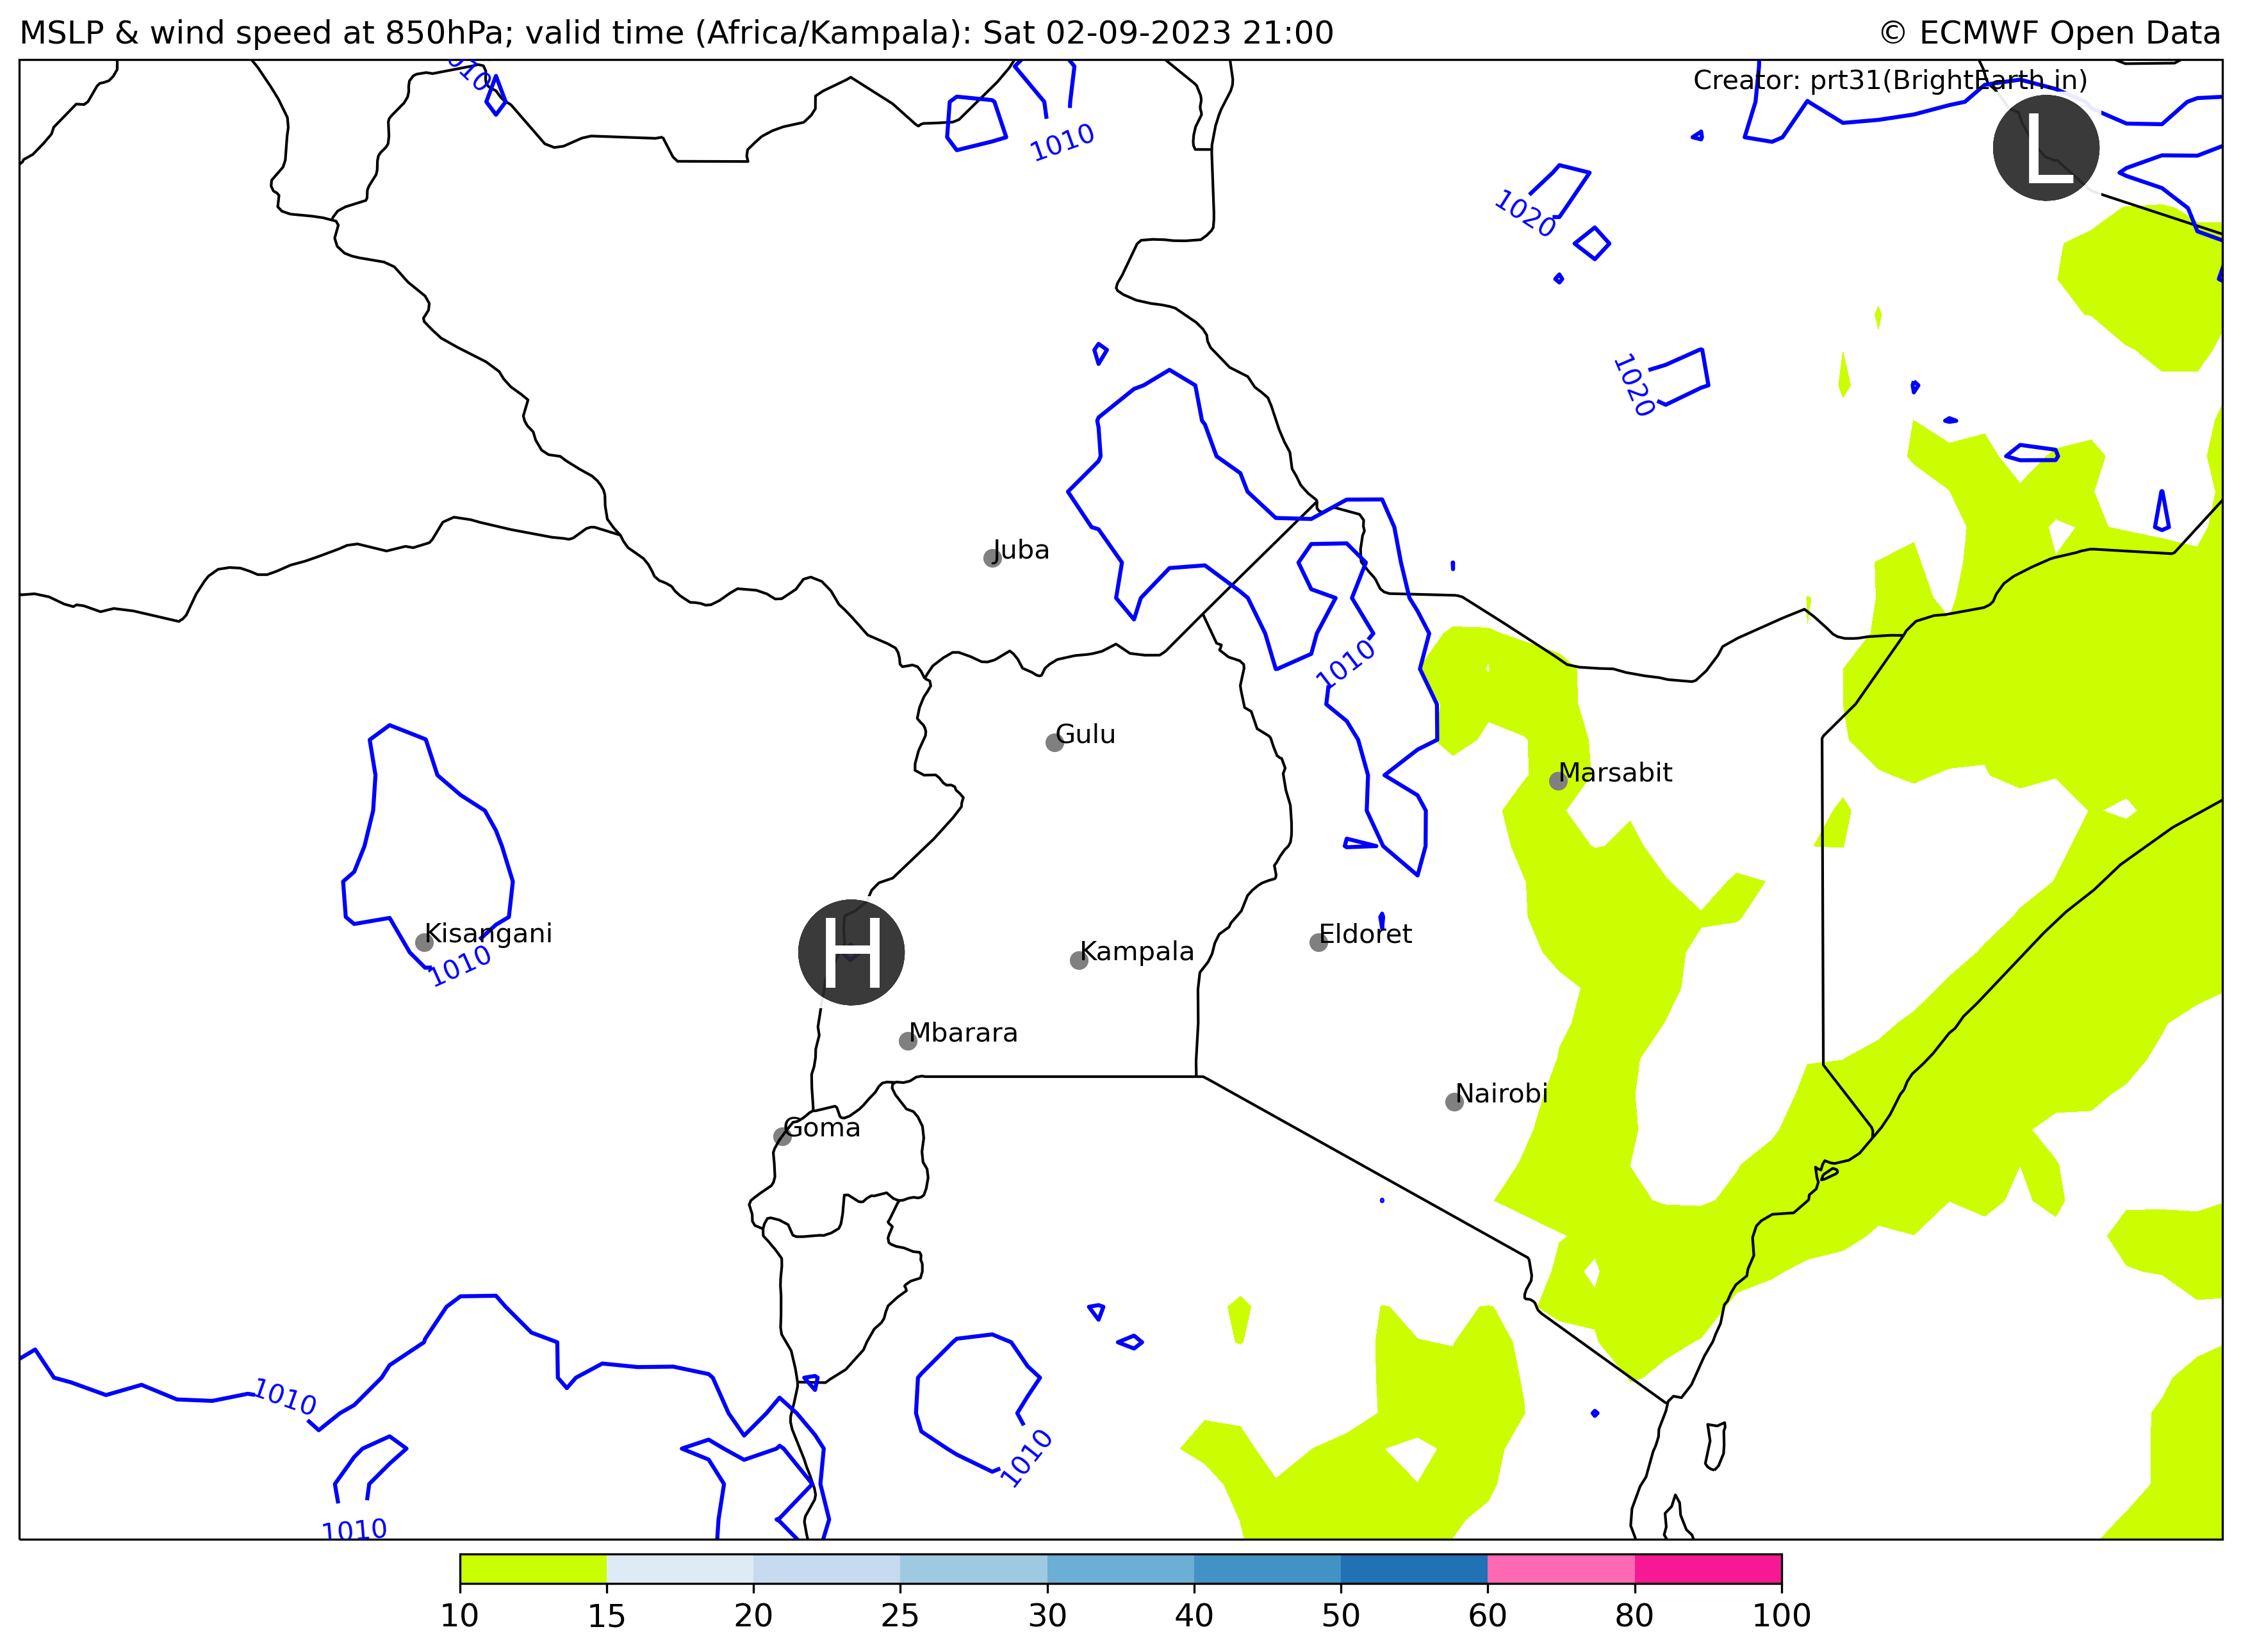 MSLP & wind speed at 850hPa; valid time (Africa/Kampala): Sat 02-09-2023 21:00
© ECMWF Open Data
Creator: prt31(BrightEarth.in)
010
1010
L
1020
1020
Juba
1010
Gulu
Marsabit
Kisangani
1010
H
Kampala
Eldoret
Mbarara
Nairobi
Goma
1010
1010
1010
10 15 20 25 30 40 50 60 80 100